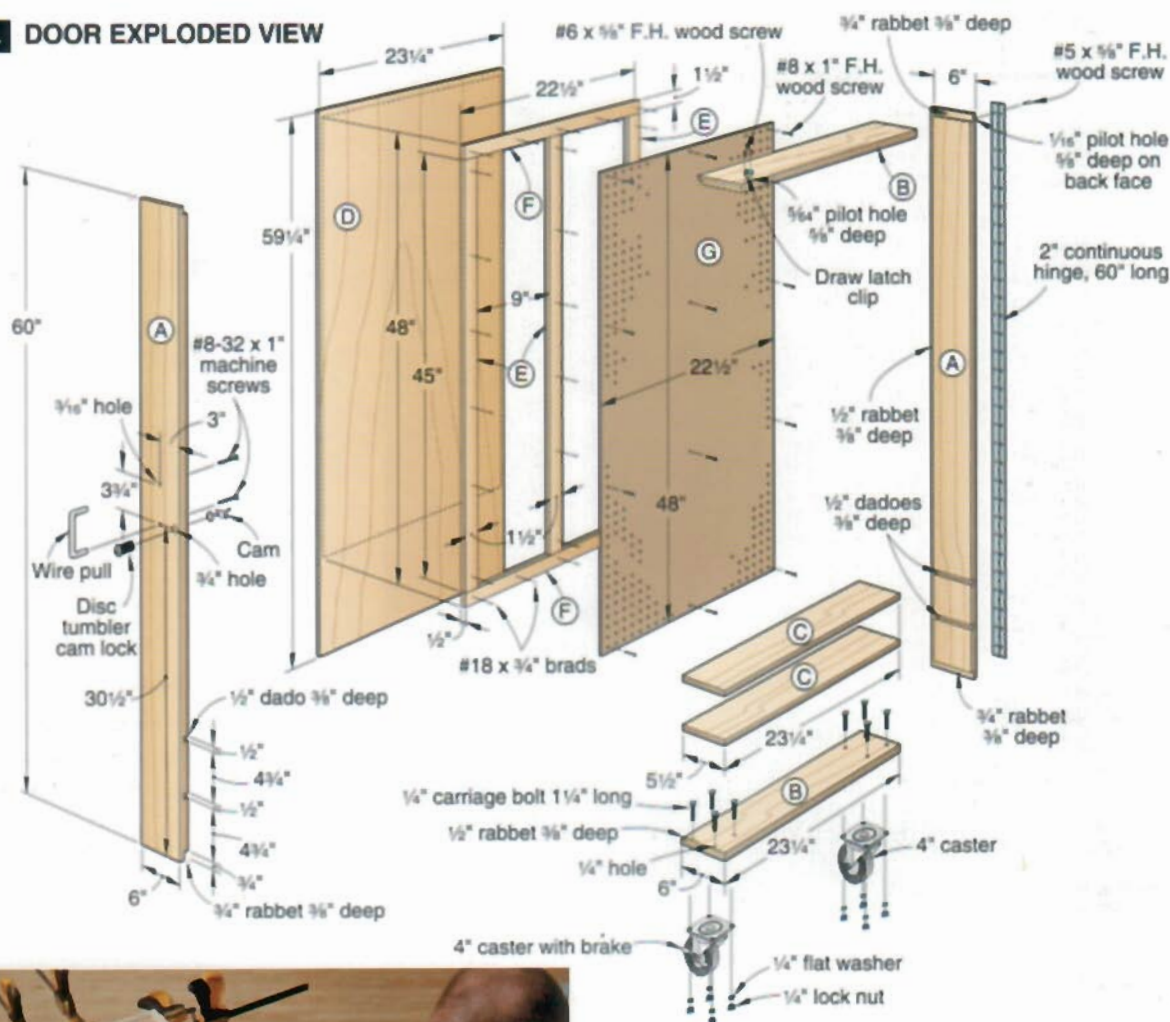 DOOR EXPLODED VIEW
23¼"
#6 x ⅝" F.H. wood screw
¾" rabbet ⅜" deep
#8 x 1" F.H.
wood screw
#5 x ⅝" F.H.
wood screw
6"
1½"
22½"
E
1/16" pilot hole
⅝" deep on
back face
F
B
D
5/64" pilot hole
⅝" deep
G
59¼"
Draw latch
clip
2" continuous
hinge, 60" long
9"
60"
A
48"
#8-32 x 1"
machine
screws
45"
E
22½"
A
3/16" hole
3"
½" rabbet
⅜" deep
3¾"
48"
½" dadoes
⅜" deep
1½"
Cam
Wire pull
¾" hole
Disc
tumbler
cam lock
F
C
½"
#18 x ¾" brads
C
30½"
½" dado ⅜" deep
¾" rabbet
⅜" deep
23¼"
½"
5½"
4¾"
B
¼" carriage bolt 1¼" long
½"
½" rabbet ⅜" deep
23¼"
4" caster
4¾"
¼" hole
¾"
6"
6"
¾" rabbet ⅜" deep
4" caster with brake
¼" flat washer
¼" lock nut